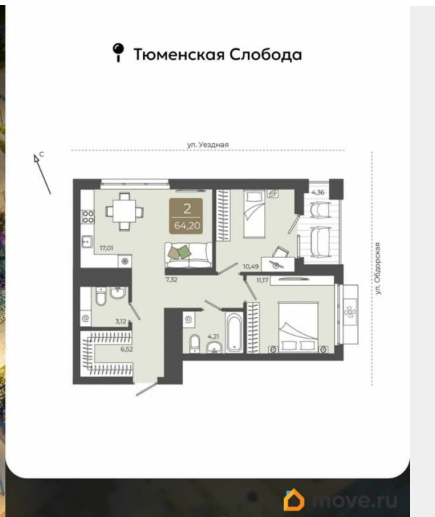 Тюменская Слобода
ул. Уездная
С
4,36
2
64,20
17,01
10,49
ул. Обдорская
7,32
11,17
3,12
4,21
6,52
move.ru